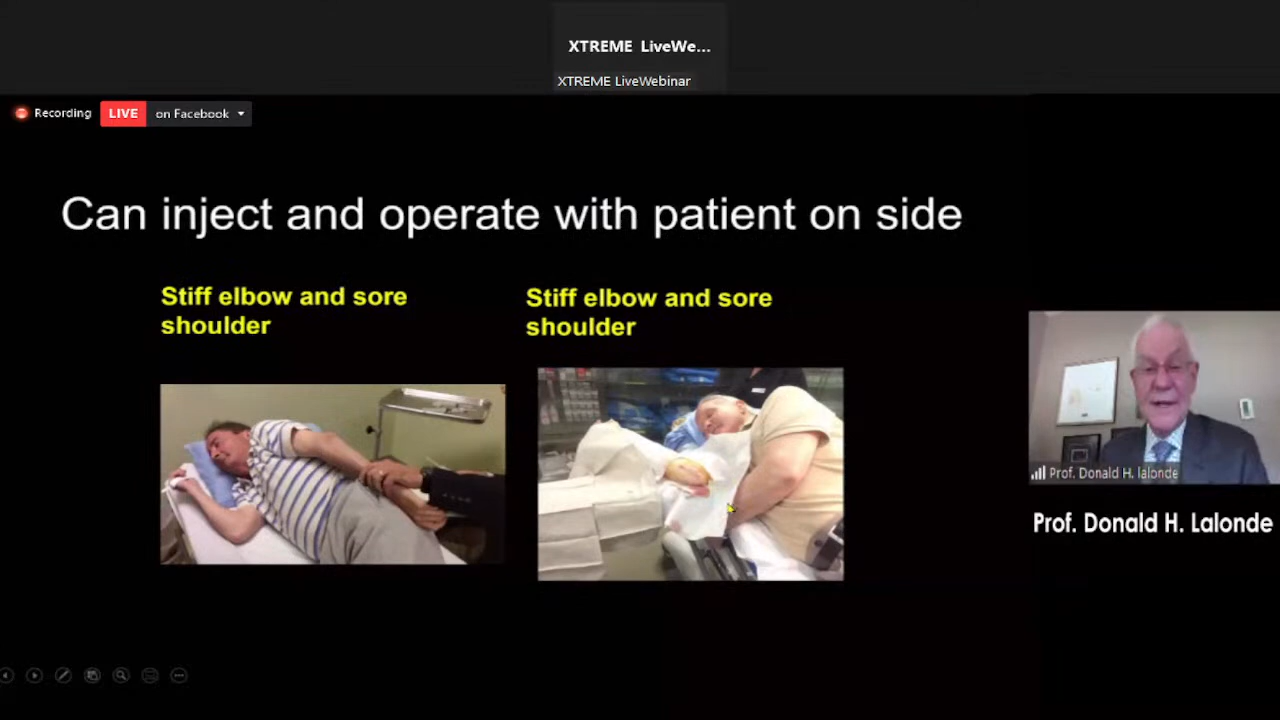 XTREME LiveWe...
XTREME LiveWebinar
Recording
LIVE
on Facebook
Can inject and operate with patient on side
Stiff elbow and sore
shoulder
Stiff elbow and sore
shoulder
Prof. Donald H. lalonde
Prof. Donald H. Lalonde